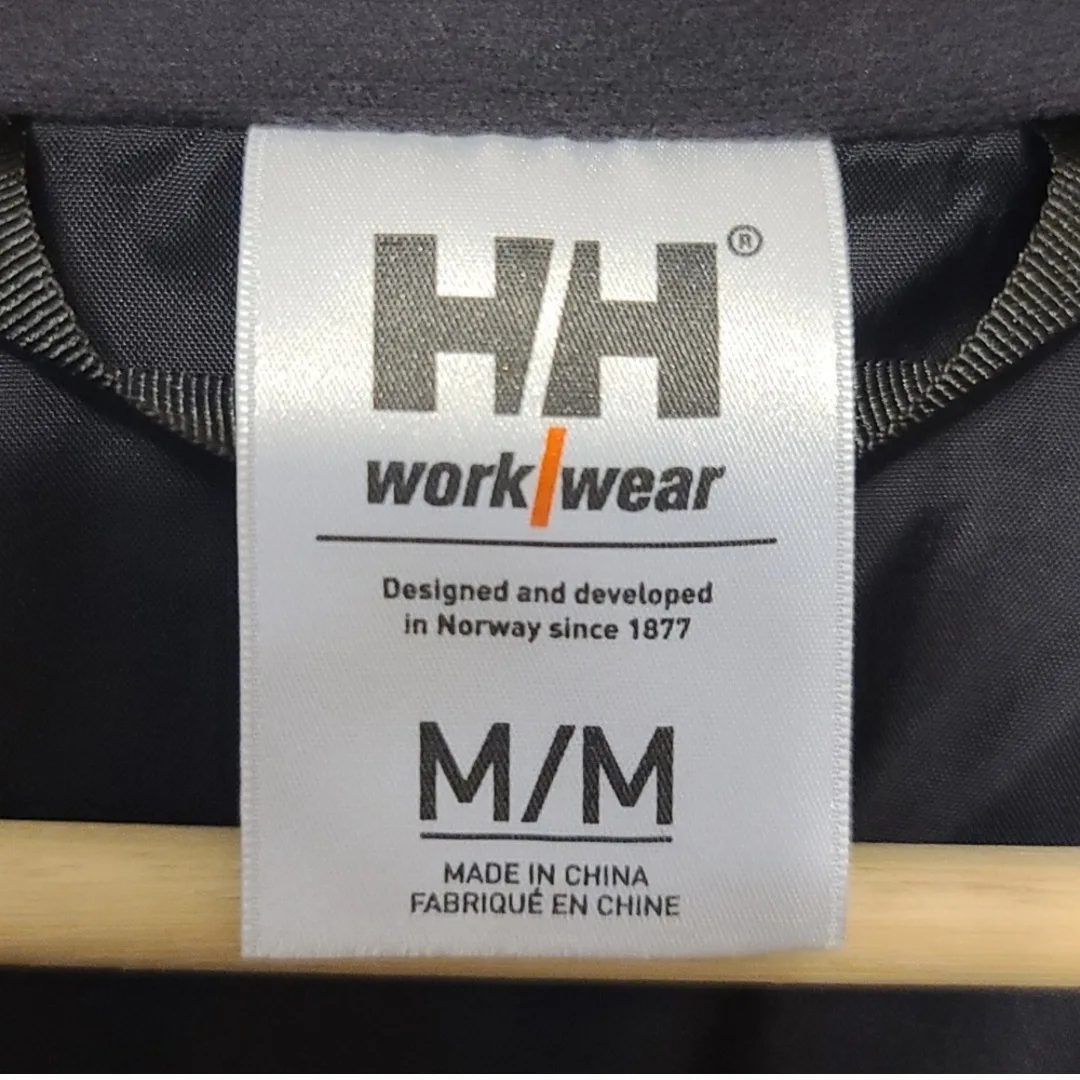 HH®
work/wear
Designed and developed
in Norway since 1877
M/M
MADE IN CHINA
FABRIQUÉ EN CHINE